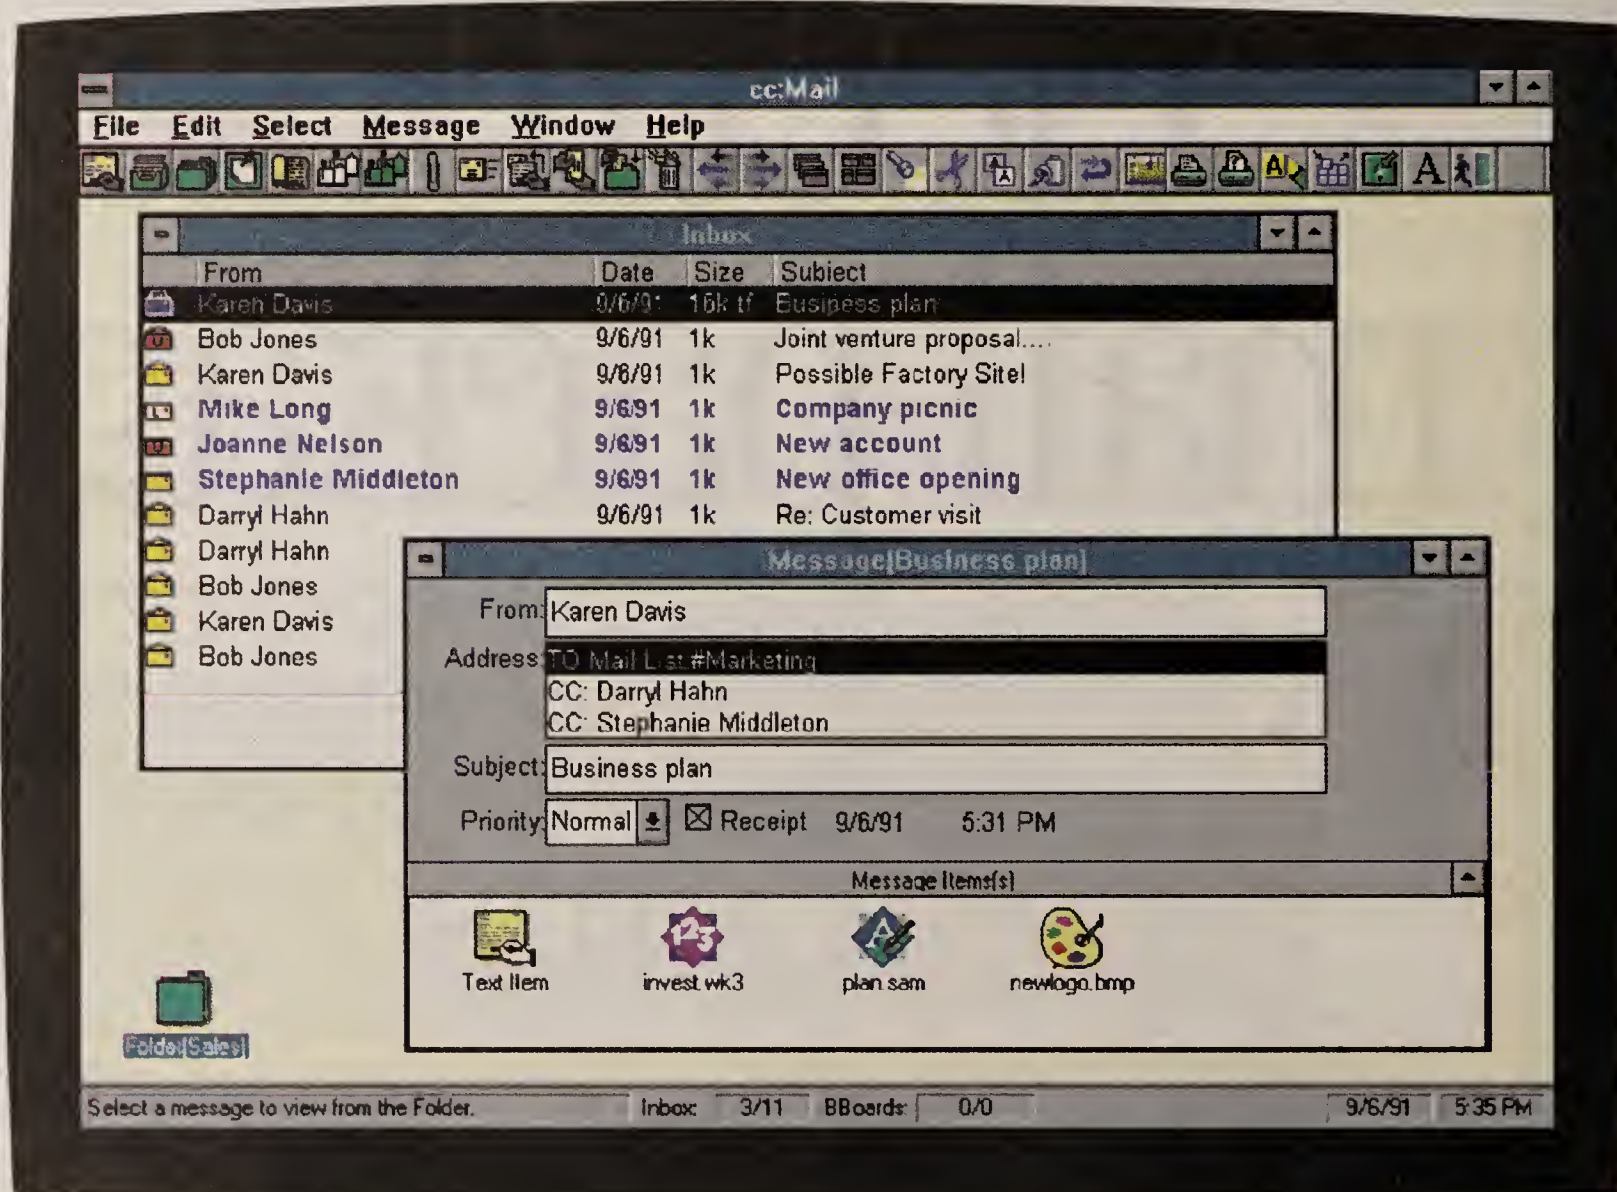 cc:Mail
File Edit Select Message Window Help
Inbox
From Date Size Subject
Karen Davis 9/6/91 16k tf Business plan
Bob Jones 9/6/91 1k Joint venture proposal....
Karen Davis 9/6/91 1k Possible Factory Site!
Mike Long 9/6/91 1k Company picnic
Joanne Nelson 9/6/91 1k New account
Stephanie Middleton 9/6/91 1k New office opening
Darryl Hahn 9/6/91 1k Re: Customer visit
Darryl Hahn
Bob Jones
Karen Davis
Bob Jones
Message[Business plan]
From: Karen Davis
Address: TO Mail List #Marketing
CC: Darryl Hahn
CC: Stephanie Middleton
Subject: Business plan
Priority: Normal Receipt 9/6/91 5:31 PM
Message Items(s)
123
A
Text Item invest.wk3 plan.sam newlogo.bmp
Folder[Sales]
Select a message to view from the Folder. Inbox: 3/11 BBoards: 0/0 9/6/91 5:35 PM